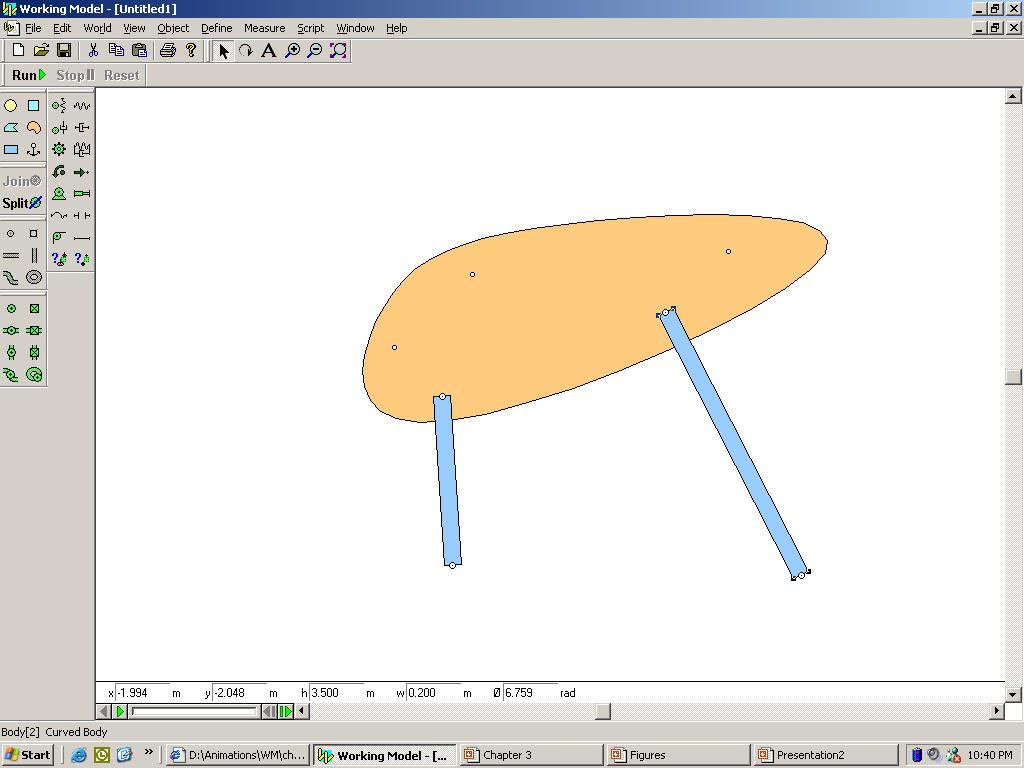 Working Model - [Untitled1]
File Edit World View Object Define Measure Script Window Help
Run Stop Reset
Join
Split
x -1.994 m y -2.048 m h 3.500 m w 0.200 m Ø 6.759 rad
Body[2] Curved Body
Start » D:\Animations\WM\ch... Working Model - [... Chapter 3 Figures Presentation2 10:40 PM